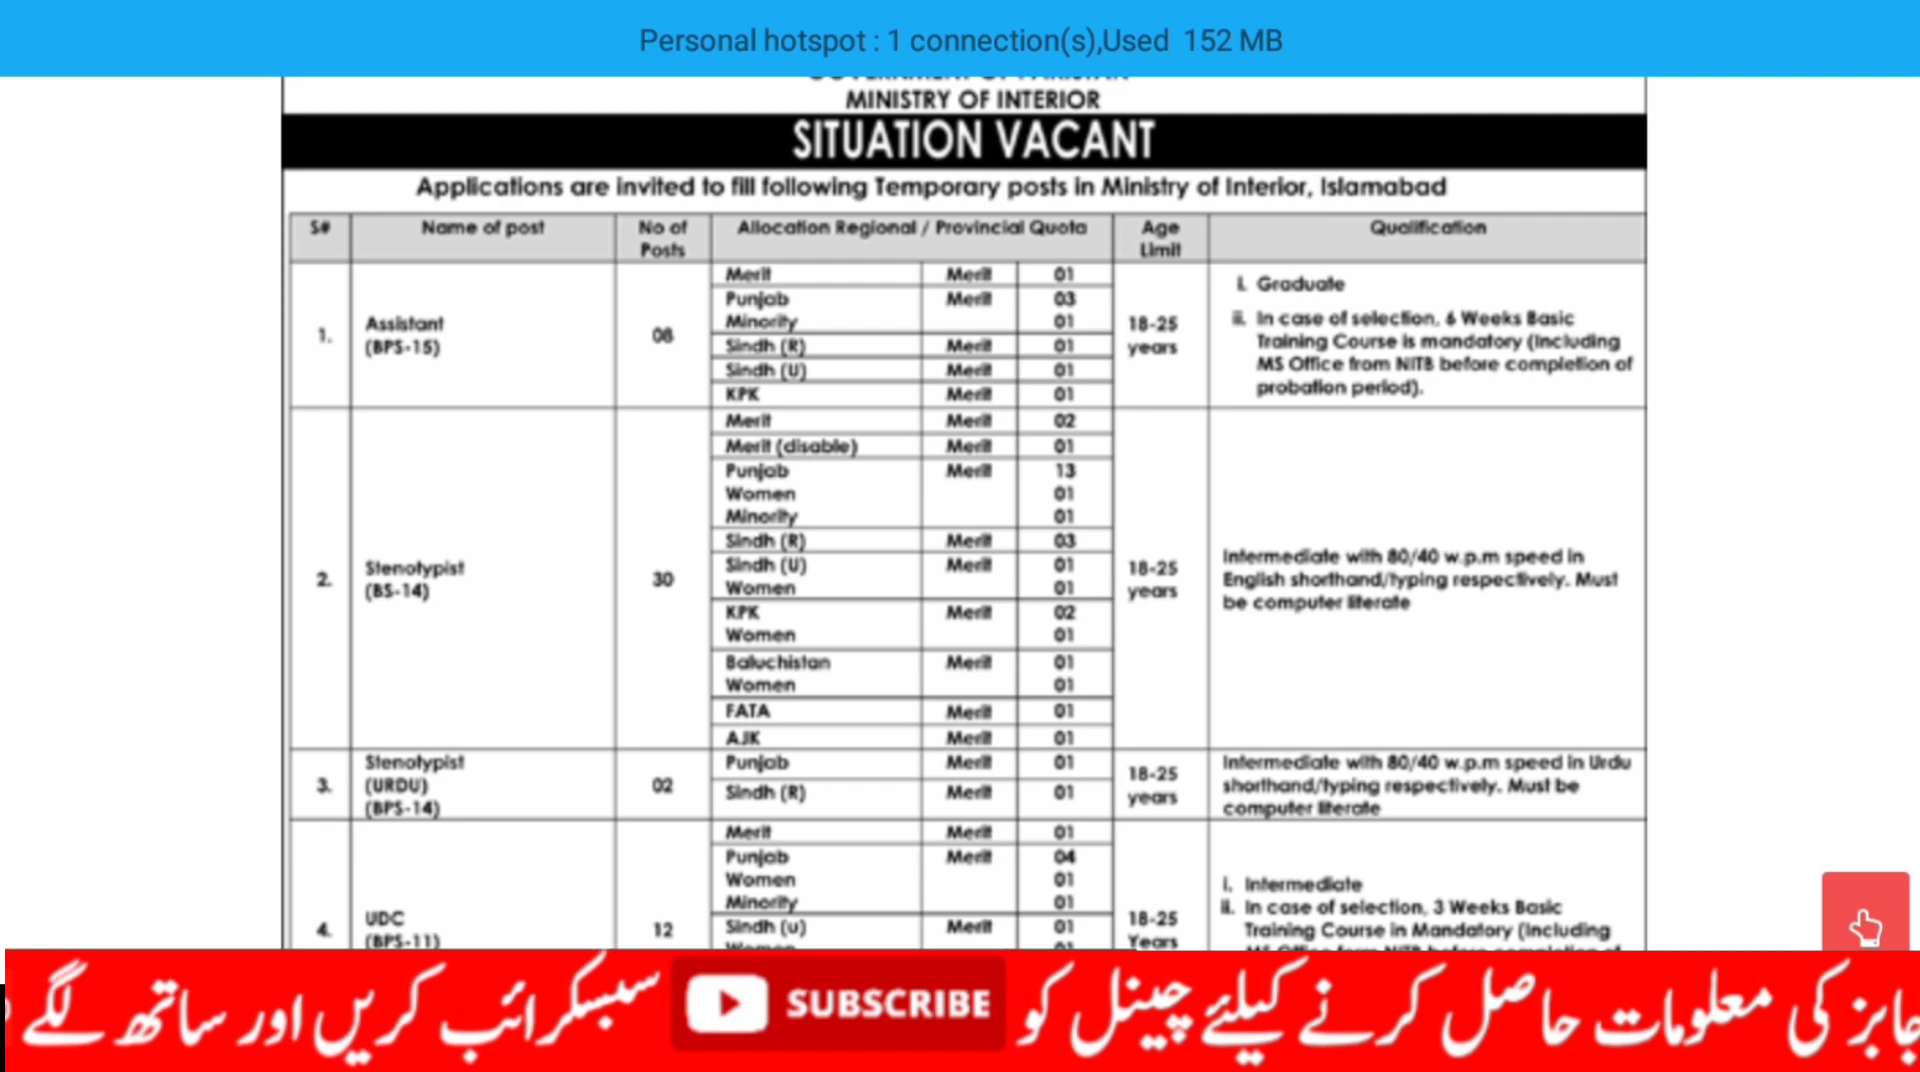 Personal hotspot : 1 connection(s),Used 152 MB
MINISTRY OF INTERIOR
SITUATION VACANT
Applications are invited to fill following Temporary posts in Ministry of Interior, Islamabad
S# Name of post No of Posts Allocation Regional / Provincial Quota Age Limit Qualification
1. Assistant (BPS-15) 08
Merit Merit 01
Punjab Merit 03
Minority 01
Sindh (R) Merit 01
Sindh (U) Merit 01
KPK Merit 01
18-25 years
i. Graduate
ii. In case of selection, 6 Weeks Basic
Training Course is mandatory (Including
MS Office from NITB before completion of
probation period).
2. Stenotypist (BS-14) 30
Merit Merit 02
Merit (disable) Merit 01
Punjab Merit 13
Women 01
Minority 01
Sindh (R) Merit 03
Sindh (U) Merit 01
Women 01
KPK Merit 02
Women 01
Baluchistan Merit 01
Women 01
FATA Merit 01
AJK Merit 01
18-25 years
Intermediate with 80/40 w.p.m speed in
English shorthand/typing respectively. Must
be computer literate
3. Stenotypist (URDU) (BPS-14) 02
Punjab Merit 01
Sindh (R) Merit 01
18-25 years
Intermediate with 80/40 w.p.m speed in Urdu
shorthand/typing respectively. Must be
computer literate
4. UDC (BPS-11) 12
Merit Merit 01
Punjab Merit 04
Women 01
Minority 01
Sindh (u) Merit 01
18-25 Years
i. Intermediate
ii. In case of selection, 3 Weeks Basic
Training Course in Mandatory (Including
جابز کی معلومات حاصل کرنے کیلئے چینل کو SUBSCRIBE سبسکرائب کریں اور ساتھ لگے